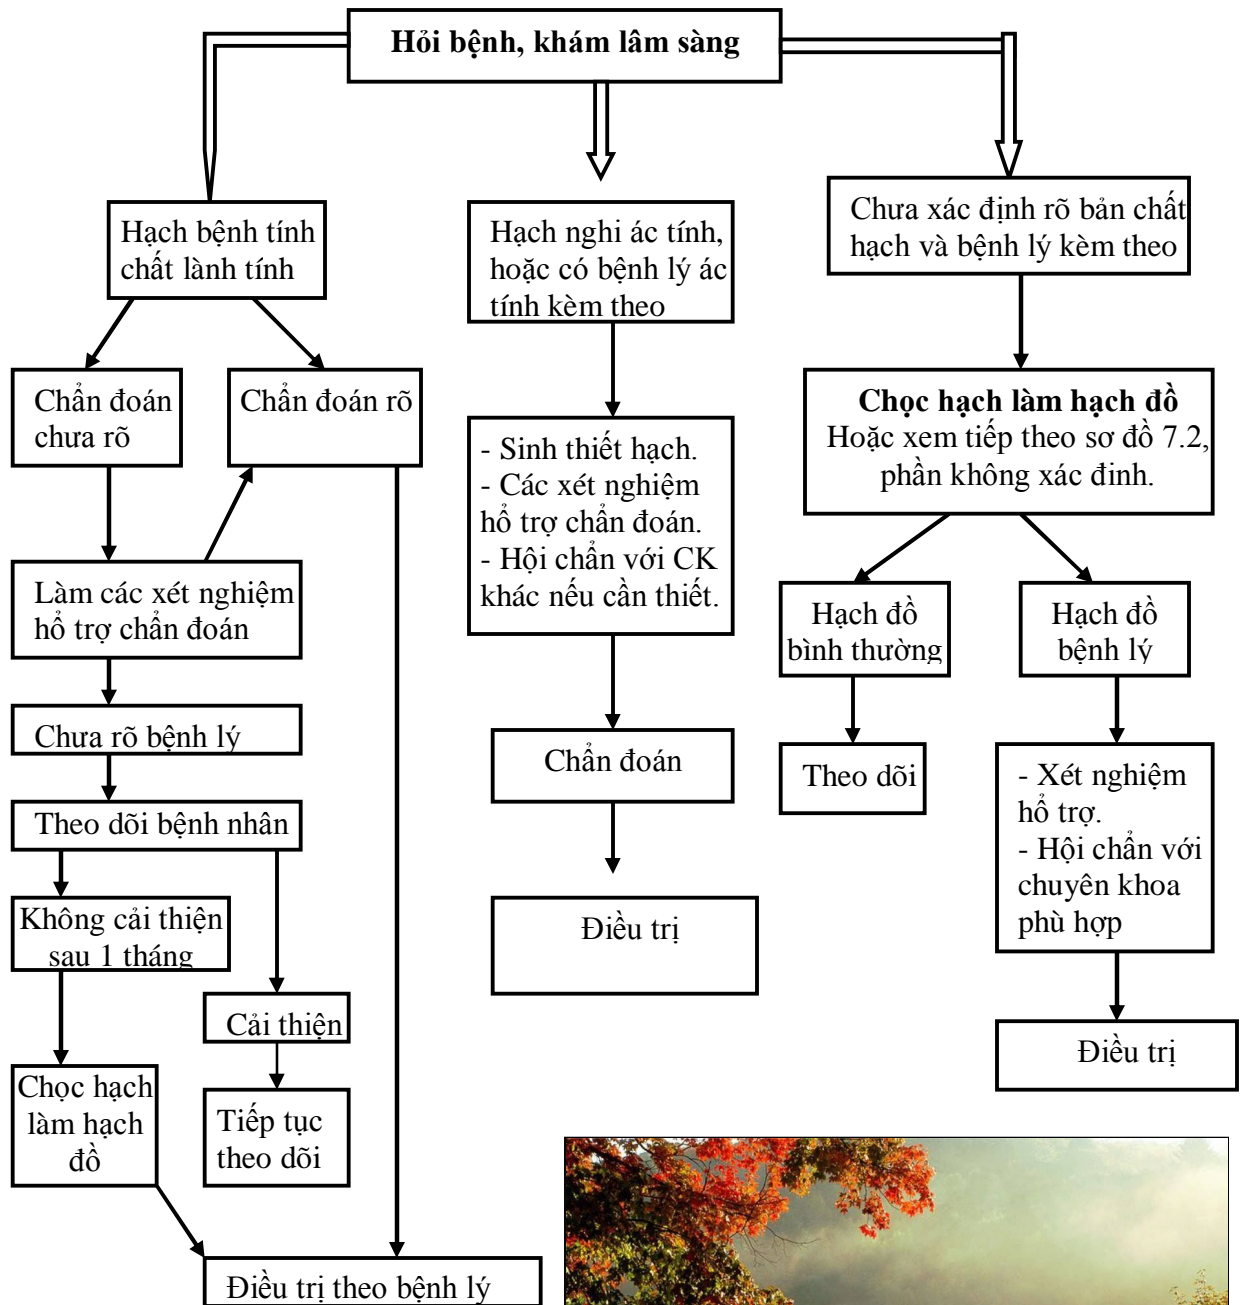 Hỏi bệnh, khám lâm sàng
Hạch bệnh tính
chất lành tính
Hạch nghi ác tính,
hoặc có bệnh lý ác
tính kèm theo
Chưa xác định rõ bản chất
hạch và bệnh lý kèm theo
Chẩn đoán
chưa rõ
Chẩn đoán rõ
- Sinh thiết hạch.
- Các xét nghiệm
hổ trợ chẩn đoán.
- Hội chẩn với CK
khác nếu cần thiết.
Chọc hạch làm hạch đồ
Hoặc xem tiếp theo sơ đồ 7.2,
phần không xác đinh.
Làm các xét nghiệm
hổ trợ chẩn đoán
Hạch đồ
bình thường
Hạch đồ
bệnh lý
Chưa rõ bệnh lý
Chẩn đoán
Theo dõi
- Xét nghiệm
hổ trợ.
- Hội chẩn với
chuyên khoa
phù hợp
Theo dõi bệnh nhân
Không cải thiện
sau 1 tháng
Điều trị
Cải thiện
Điều trị
Chọc hạch
làm hạch
đồ
Tiếp tục
theo dõi
Điều trị theo bệnh lý